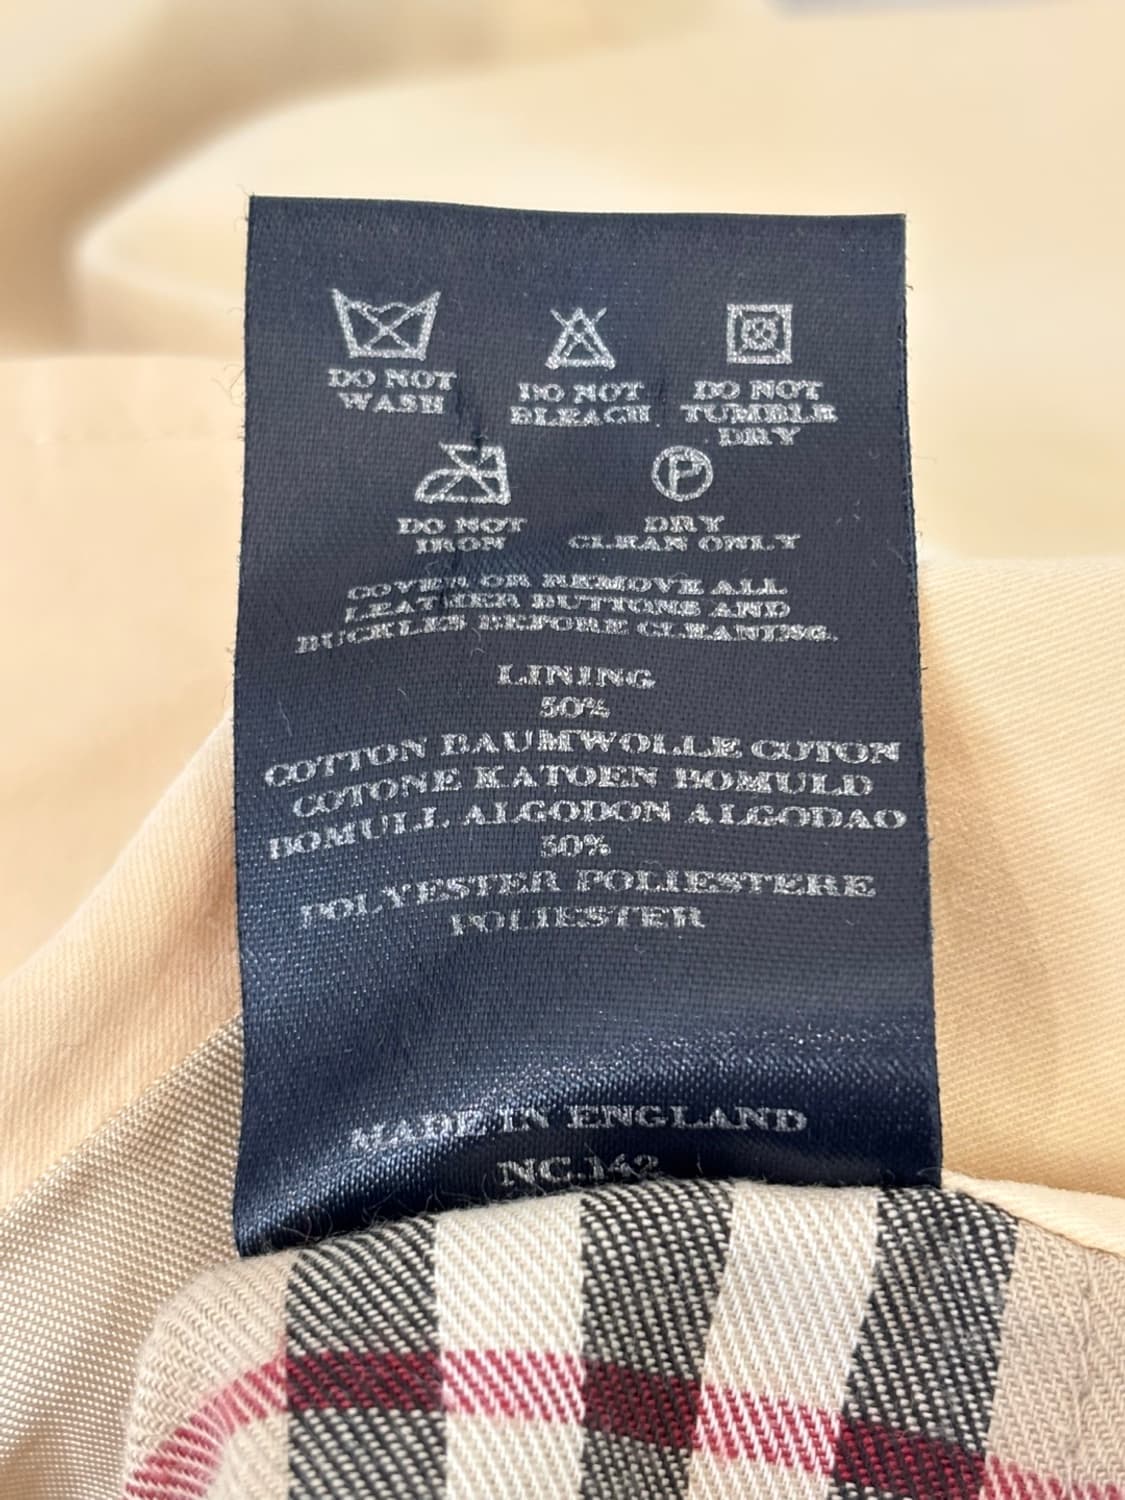 DO NOT WASH
DO NOT BLEACH
DO NOT TUMBLE DRY
P
DO NOT IRON
DRY CLEAN ONLY
COVER OR REMOVE ALL
LEATHER BUTTONS AND
BUCKLES BEFORE CLEANING.
LINING
50%
COTTON BAUMWOLLE COTON
COTONE KATOEN BOMULD
BOMULL ALGODON ALGODAO
50%
POLYESTER POLIESTERE
POLIESTER
MADE IN ENGLAND
NC.142